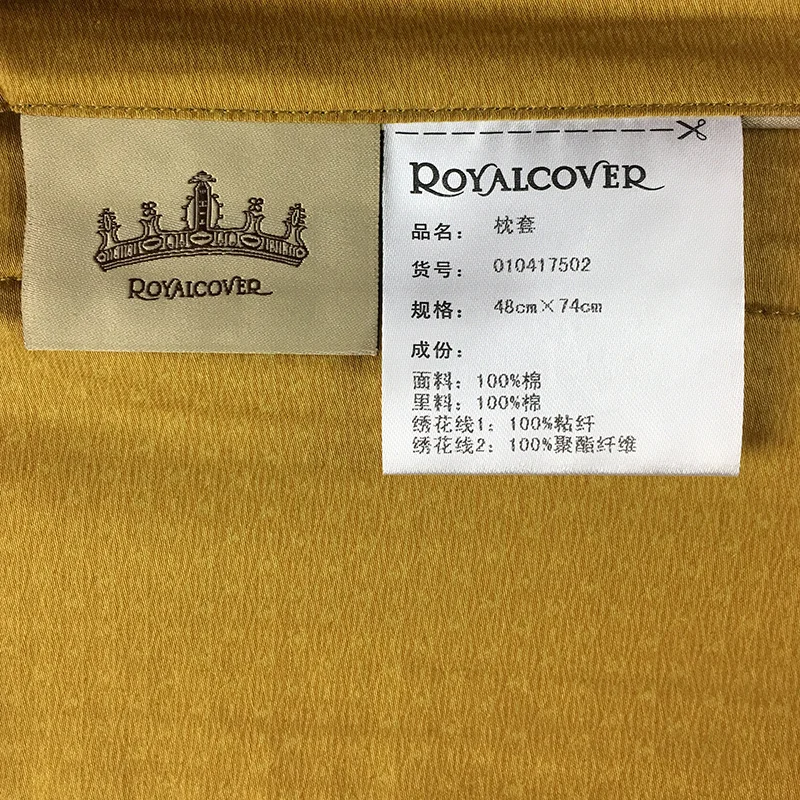 ROYALCOVER
ROYALCOVER
品名： 枕套
货号： 010417502
规格： 48cm×74cm
成份：
面料：100%棉
里料：100%棉
绣花线1：100%粘纤
绣花线2：100%聚酯纤维